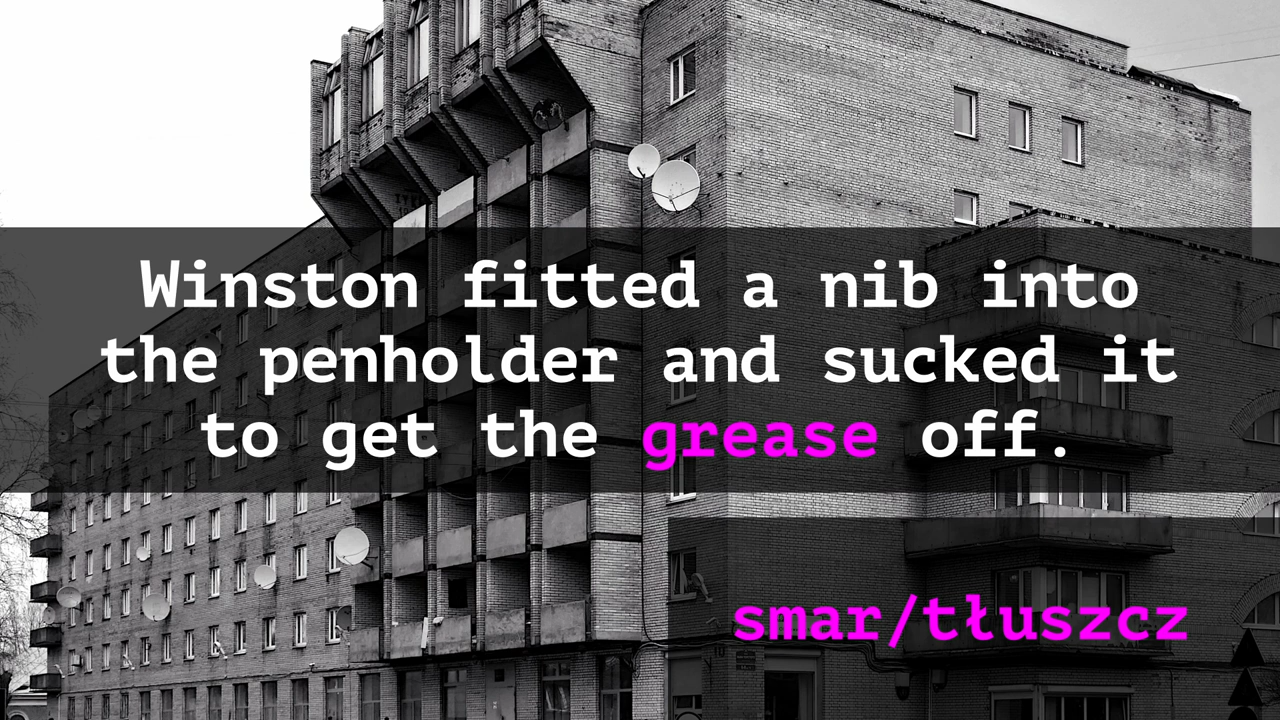 Winston fitted a nib into
the penholder and sucked it
to get the grease off.
smar/tłuszcz